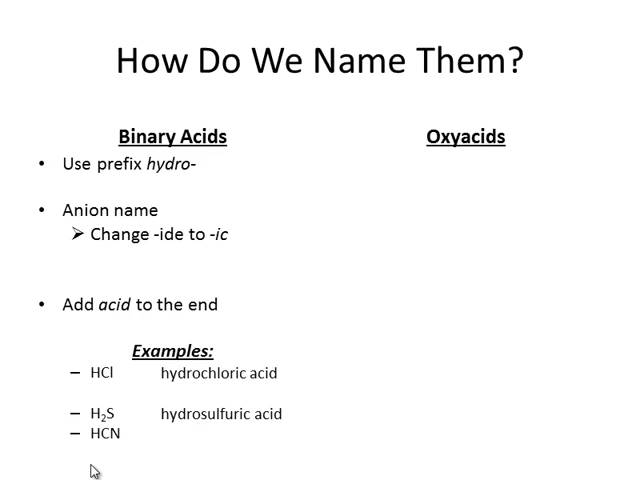 How Do We Name Them?
Binary Acids
• Use prefix hydro-
• Anion name
➢ Change -ide to -ic
• Add acid to the end
Examples:
– HCl hydrochloric acid
– H₂S hydrosulfuric acid
– HCN
Oxyacids